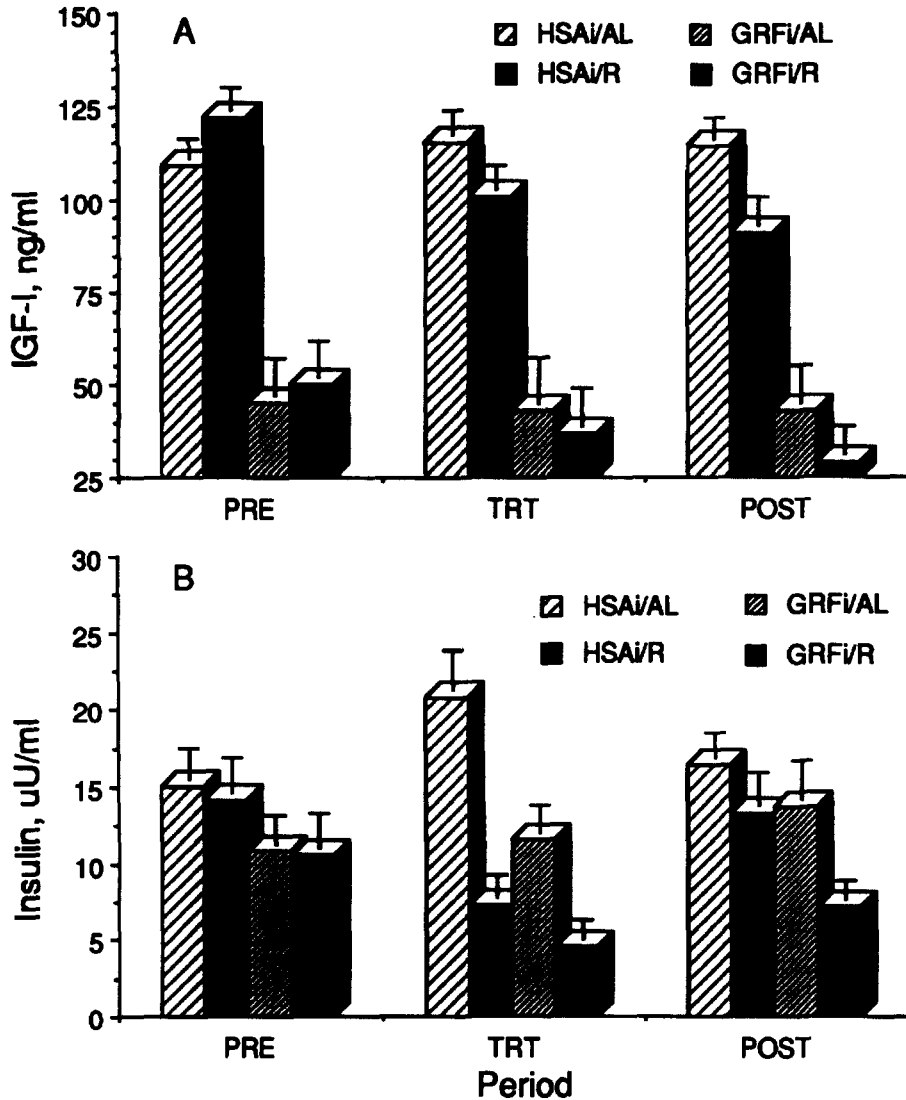 A
HSAi/AL GRFi/AL
HSAi/R GRFi/R
150
125
100
75
50
25
IGF-I, ng/ml
PRE TRT POST
B
HSAi/AL GRFi/AL
HSAi/R GRFi/R
30
25
20
15
10
5
0
Insulin, uU/ml
PRE TRT POST
Period